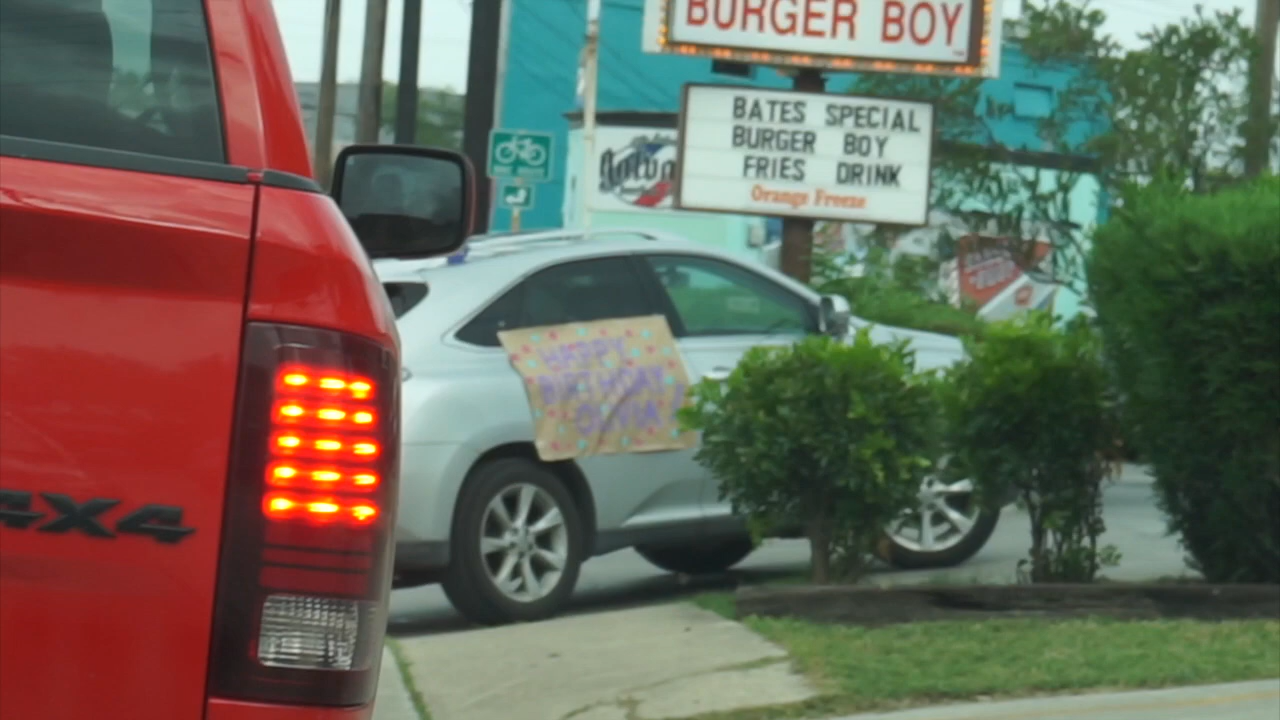 BURGER BOY
BATES SPECIAL
BURGER BOY
FRIES DRINK
Orange Freeze
HAPPY
BIRTHDAY
OLIVIA
4X4